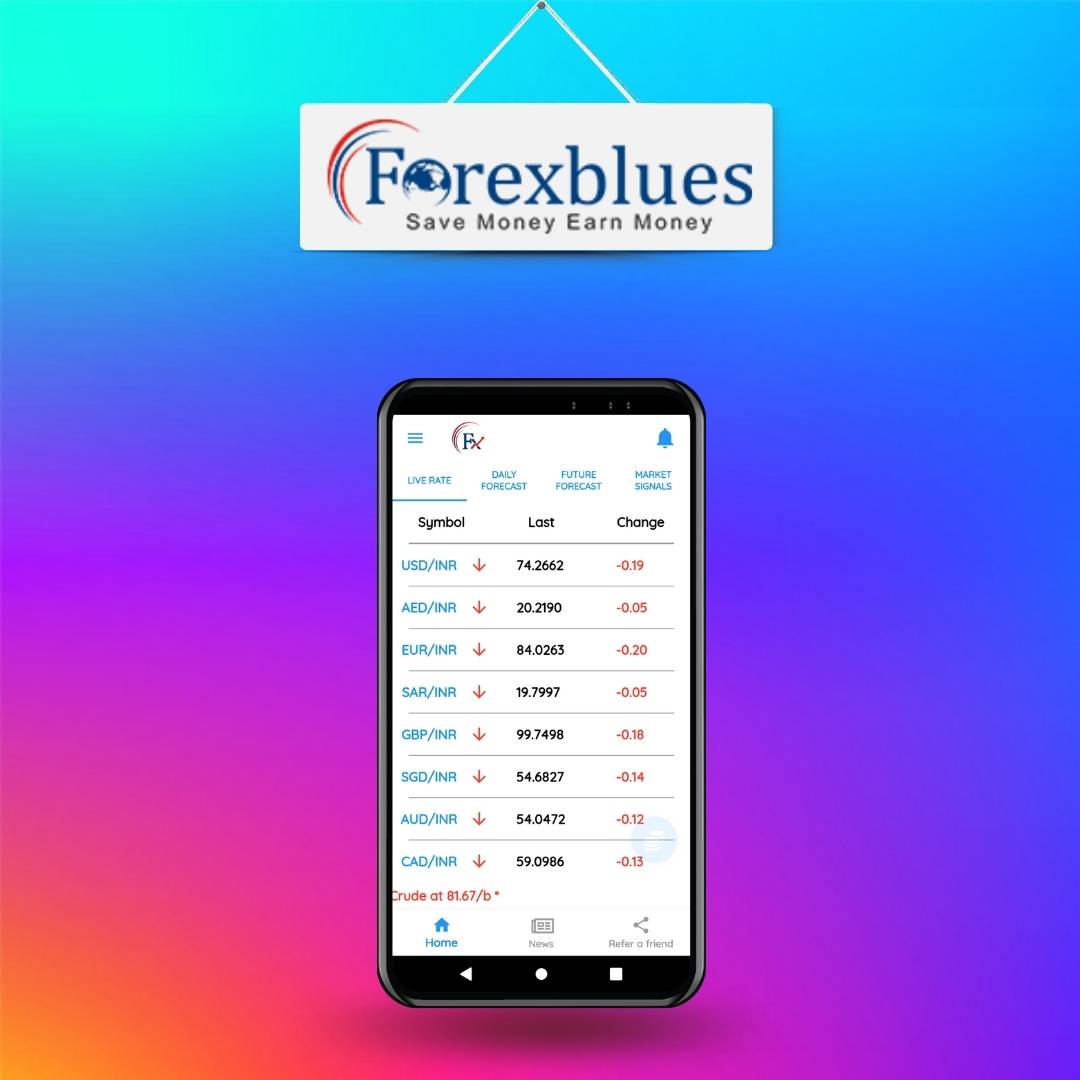 Forexblues
Save Money Earn Money
Fx
LIVE RATE
DAILY
FORECAST
FUTURE
FORECAST
MARKET
SIGNALS
Symbol Last Change
USD/INR 74.2662 -0.19
AED/INR 20.2190 -0.05
EUR/INR 84.0263 -0.20
SAR/INR 19.7997 -0.05
GBP/INR 99.7498 -0.18
SGD/INR 54.6827 -0.14
AUD/INR 54.0472 -0.12
CAD/INR 59.0986 -0.13
Crude at 81.67/b *
Home News Refer a friend